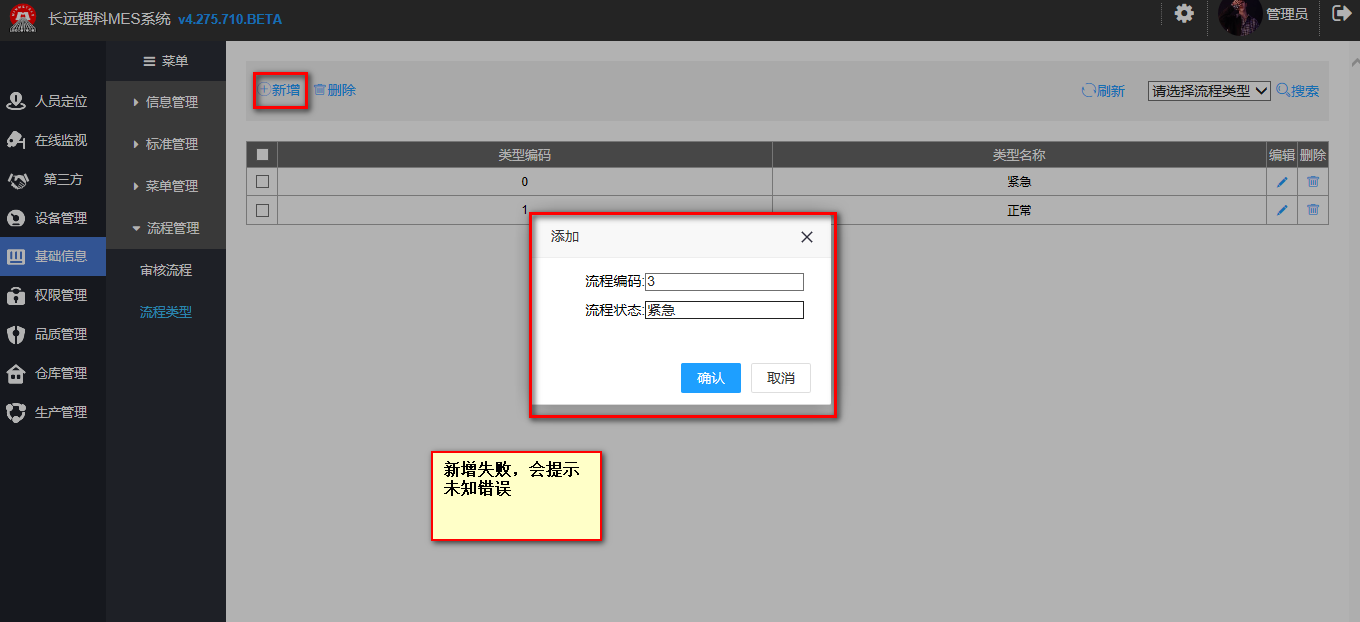 长远锂科MES系统 v4.275.710.BETA
管理员
人员定位
在线监视
第三方
设备管理
基础信息
权限管理
品质管理
仓库管理
生产管理
菜单
信息管理
标准管理
菜单管理
流程管理
审核流程
流程类型
新增 删除 刷新 请选择流程类型 搜索
类型编码 类型名称 编辑 删除
0 紧急
1 正常
添加
流程编码:3
流程状态:紧急
确认 取消
新增失败，会提示
未知错误